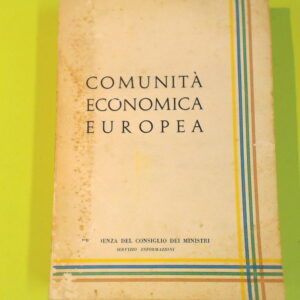 COMUNITÀ
ECONOMICA
EUROPEA
DEL CONSIGLIO DEI MINISTRI
SERVIZIO INFORMAZIONI